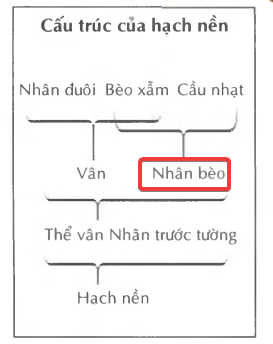 Cấu trúc của hạch nền
Nhân đuôi Bèo xẫm Cầu nhạt
Vân Nhân bèo
Thể vân Nhân trước tường
Hạch nền